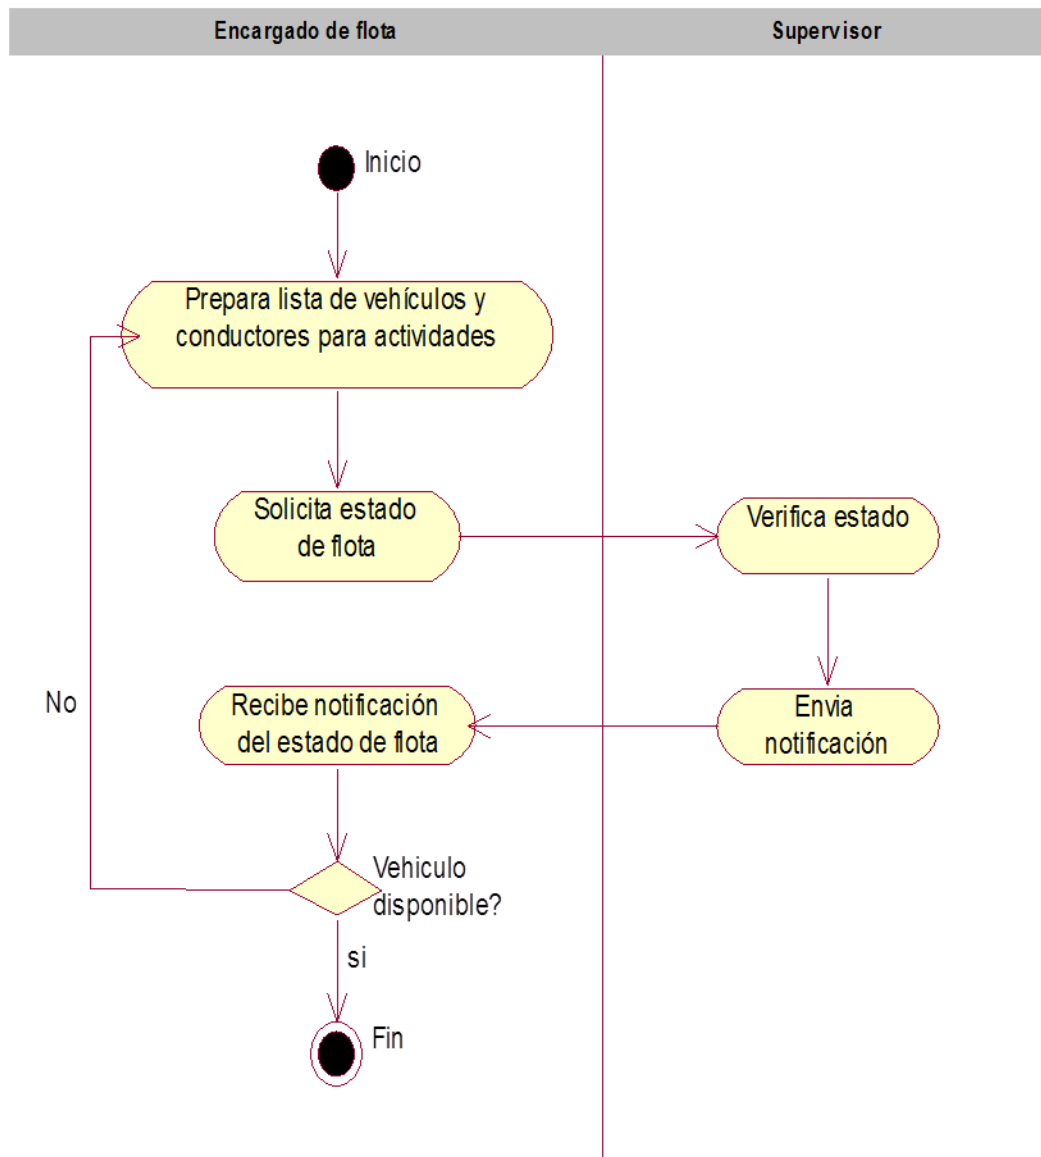 Encargado de flota
Supervisor
Inicio
Prepara lista de vehículos y
conductores para actividades
Solicita estado
de flota
Verifica estado
No
Recibe notificación
del estado de flota
Envia
notificación
Vehiculo
disponible?
si
Fin